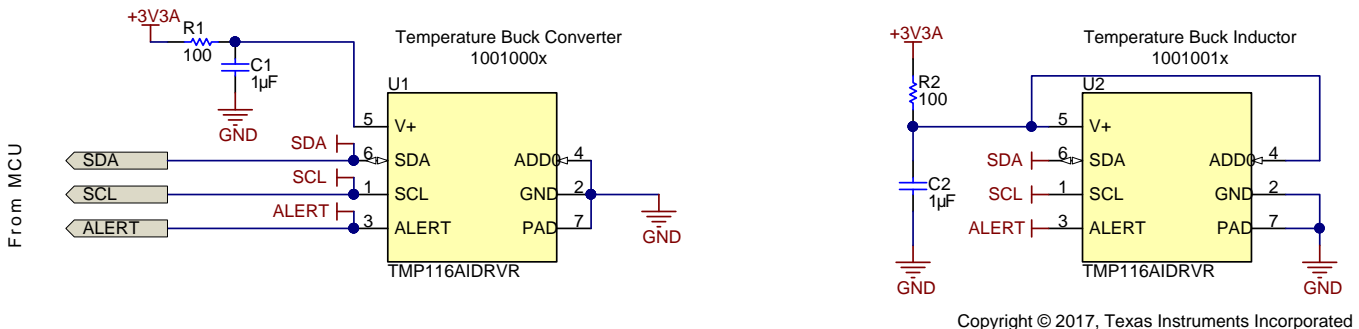 +3V3A
R1
100
C1
1µF
GND
Temperature Buck Converter
1001000x
U1
5 V+
SDA
SDA 6 SDA ADD0 4
SCL
SCL 1 SCL GND 2
ALERT
ALERT 3 ALERT PAD 7
GND
TMP116AIDRVR
From MCU
+3V3A
R2
100
C2
1µF
GND
Temperature Buck Inductor
1001001x
U2
5 V+
SDA 6 SDA ADD0 4
SCL 1 SCL GND 2
ALERT 3 ALERT PAD 7
GND
TMP116AIDRVR
Copyright © 2017, Texas Instruments Incorporated